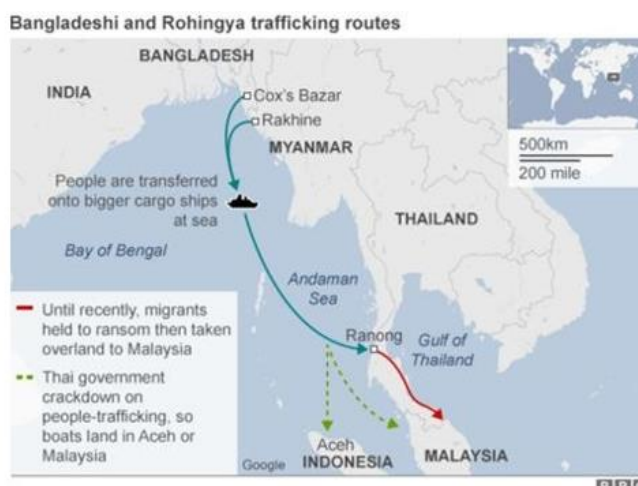 Bangladeshi and Rohingya trafficking routes
BANGLADESH
INDIA
Cox's Bazar
Rakhine
MYANMAR
500km
200 mile
People are transferred
onto bigger cargo ships
at sea
THAILAND
Bay of Bengal
Andaman
Sea
Until recently, migrants
held to ransom then taken
overland to Malaysia
Ranong
Gulf of
Thailand
Thai government
crackdown on
people-trafficking, so
boats land in Aceh or
Malaysia
Aceh
Google
INDONESIA
MALAYSIA